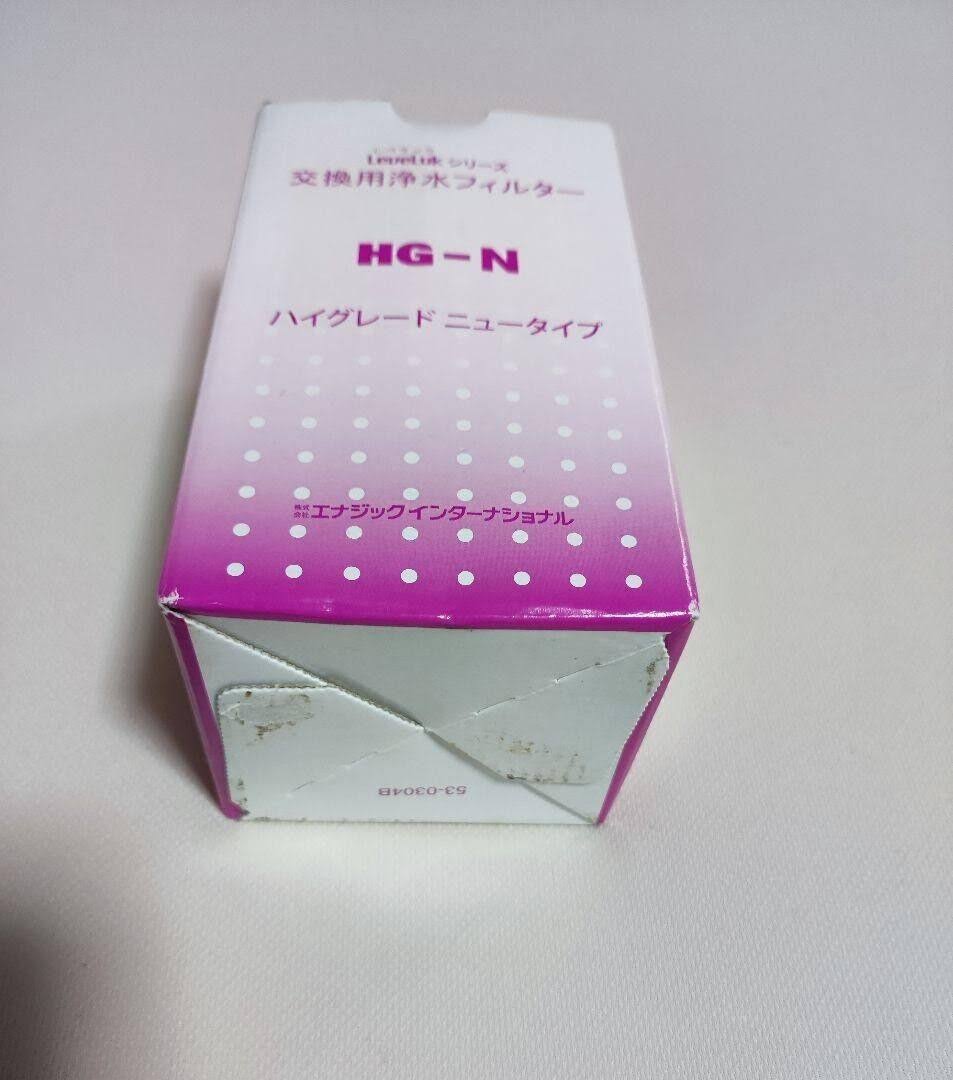 LeveLuk シリーズ
交換用浄水フィルター
HG-N
ハイグレード ニュータイプ
株式会社 エナジックインターナショナル
53-0304B